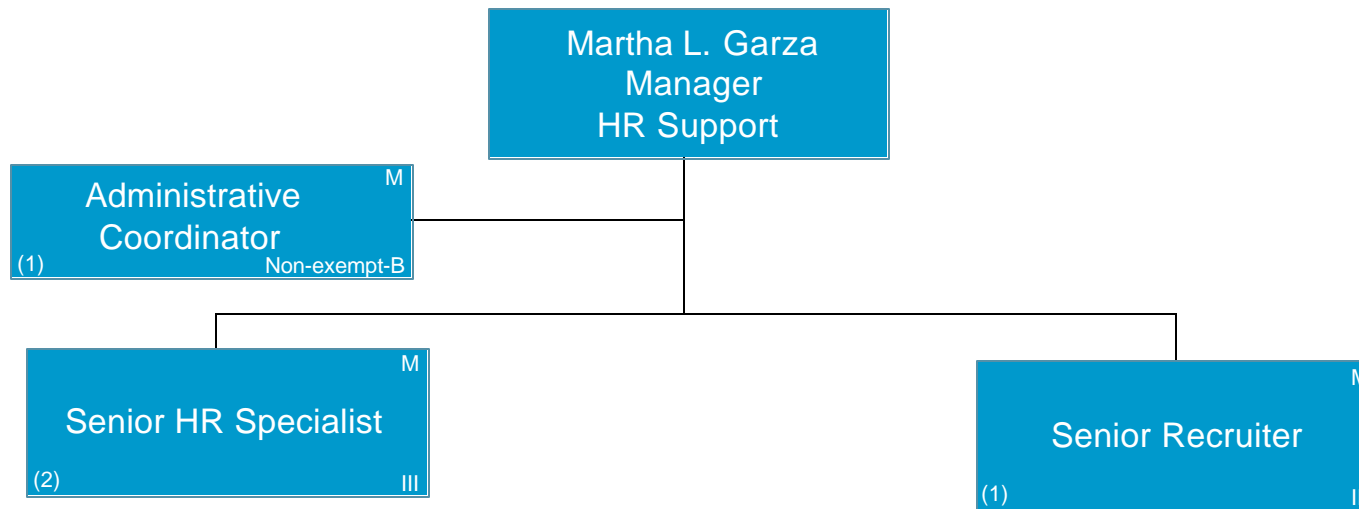 Martha L. Garza
Manager
HR Support
M
Administrative
Coordinator
(1)
Non-exempt-B
M
Senior HR Specialist
(2)
III
Senior Recruiter
(1)